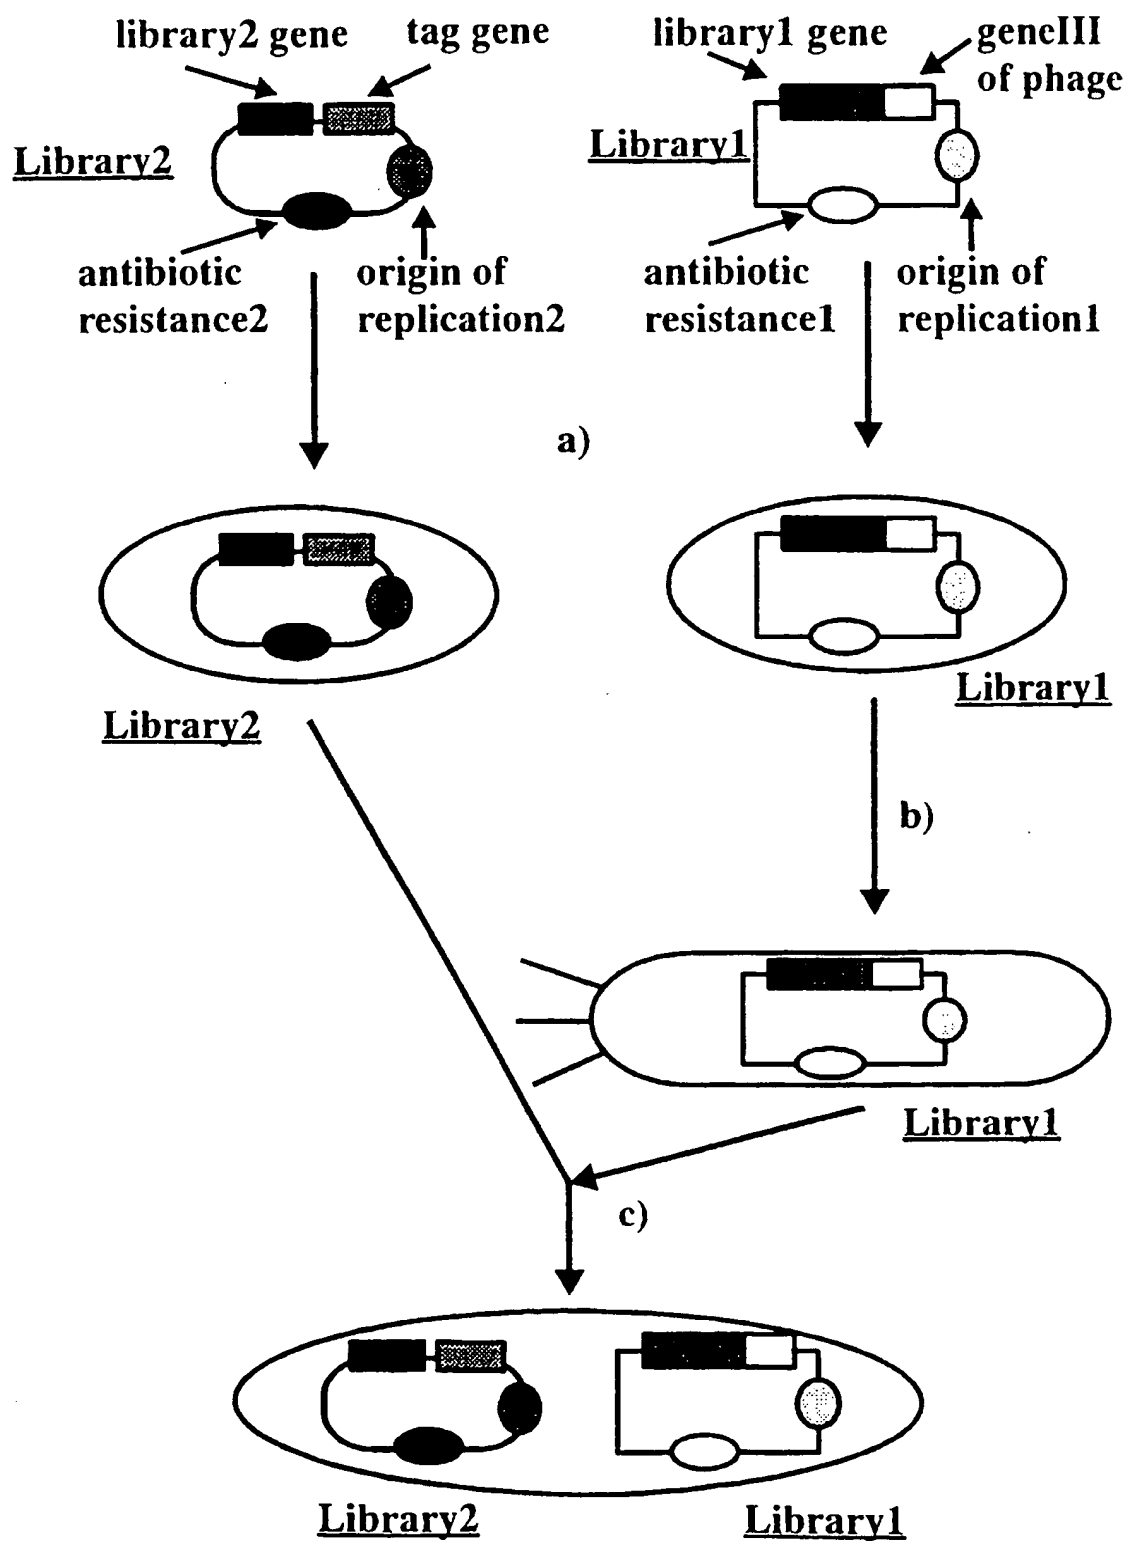 library2 gene
tag gene
library1 gene
geneIII
of phage
Library2
Library1
antibiotic
resistance2
origin of
replication2
antibiotic
resistance1
origin of
replication1
a)
Library2
Library1
b)
Library1
c)
Library2
Library1